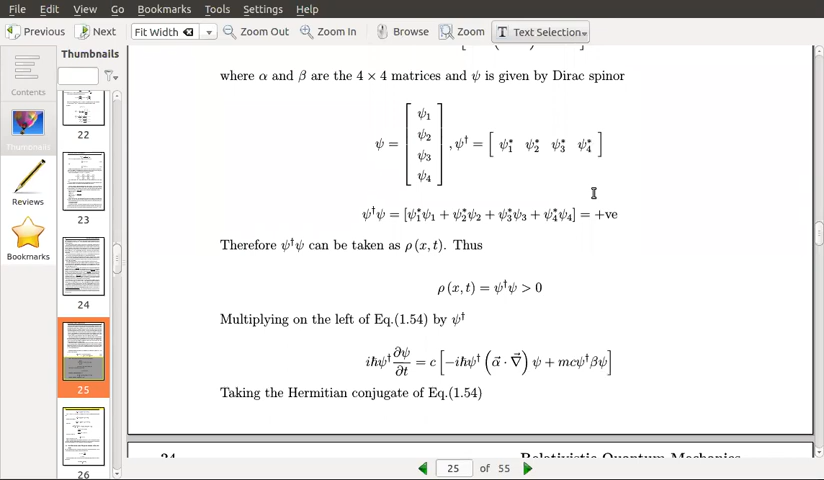 File Edit View Go Bookmarks Tools Settings Help
Previous Next Fit Width Zoom Out Zoom In Browse Zoom Text Selection
Thumbnails
Contents
Thumbnails
Reviews
Bookmarks
22
23
24
25
26
where α and β are the 4 × 4 matrices and ψ is given by Dirac spinor
ψ = [ ψ₁ ψ₂ ψ₃ ψ₄ ] , ψ† = [ ψ₁* ψ₂* ψ₃* ψ₄* ]
ψ†ψ = [ψ₁*ψ₁ + ψ₂*ψ₂ + ψ₃*ψ₃ + ψ₄*ψ₄] = +ve
Therefore ψ†ψ can be taken as ρ (x, t). Thus
ρ (x, t) = ψ†ψ > 0
Multiplying on the left of Eq.(1.54) by ψ†
iħψ† ∂ψ/∂t = c [−iħψ† (α⃗ · ∇⃗) ψ + mcψ†βψ]
Taking the Hermitian conjugate of Eq.(1.54)
24 Relativistic Quantum Mechanics
25 of 55